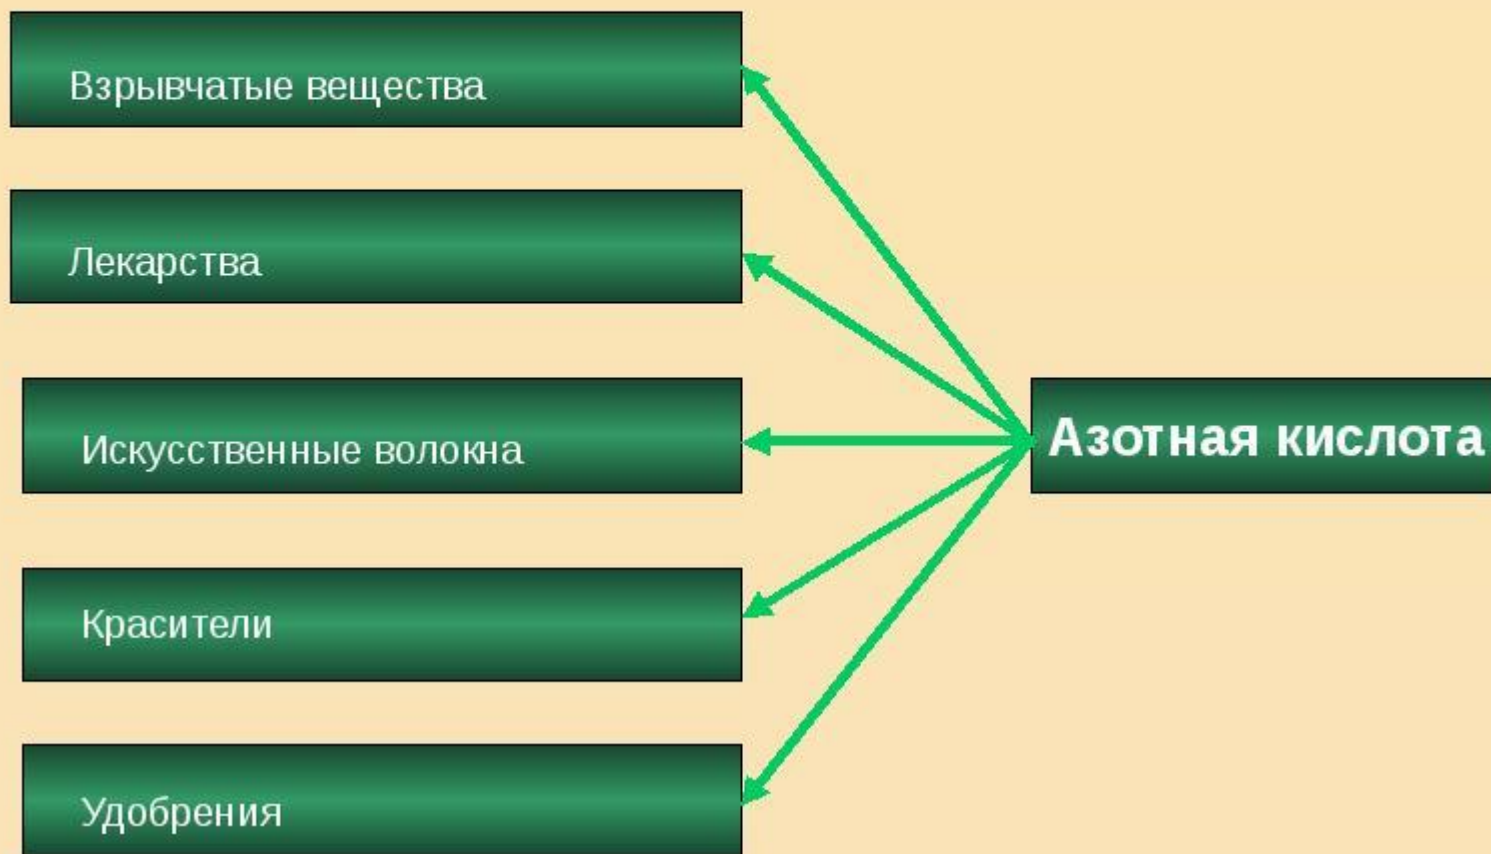 Взрывчатые вещества
Лекарства
Искусственные волокна
Азотная кислота
Красители
Удобрения